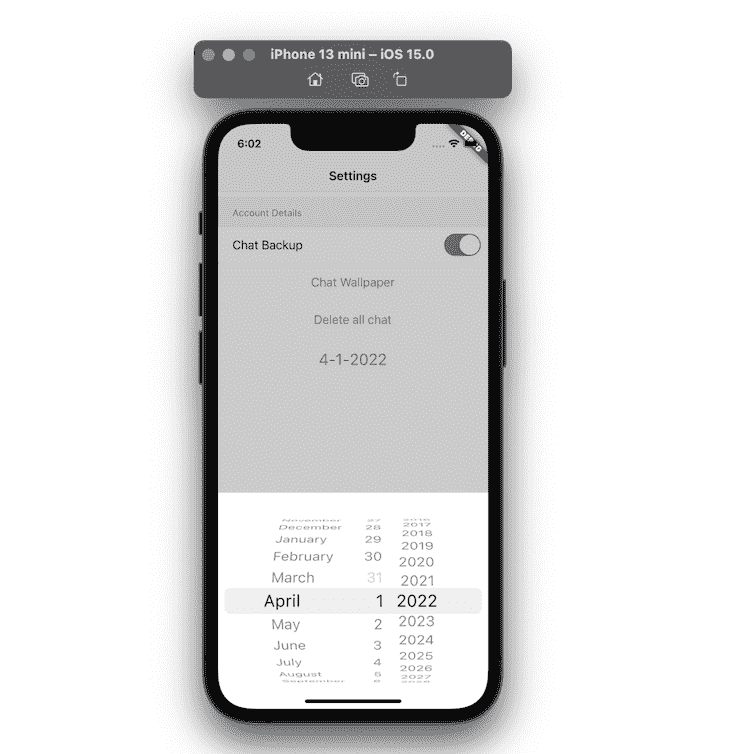 iPhone 13 mini – iOS 15.0
6:02
DEBUG
Settings
Account Details
Chat Backup
Chat Wallpaper
Delete all chat
4-1-2022
November 27 2016
December 28 2017
January 29 2018
February 30 2019
2020
March 31 2021
April 1 2022
May 2 2023
June 3 2024
July 4 2025
August 5 2026
2027
September 6 2028